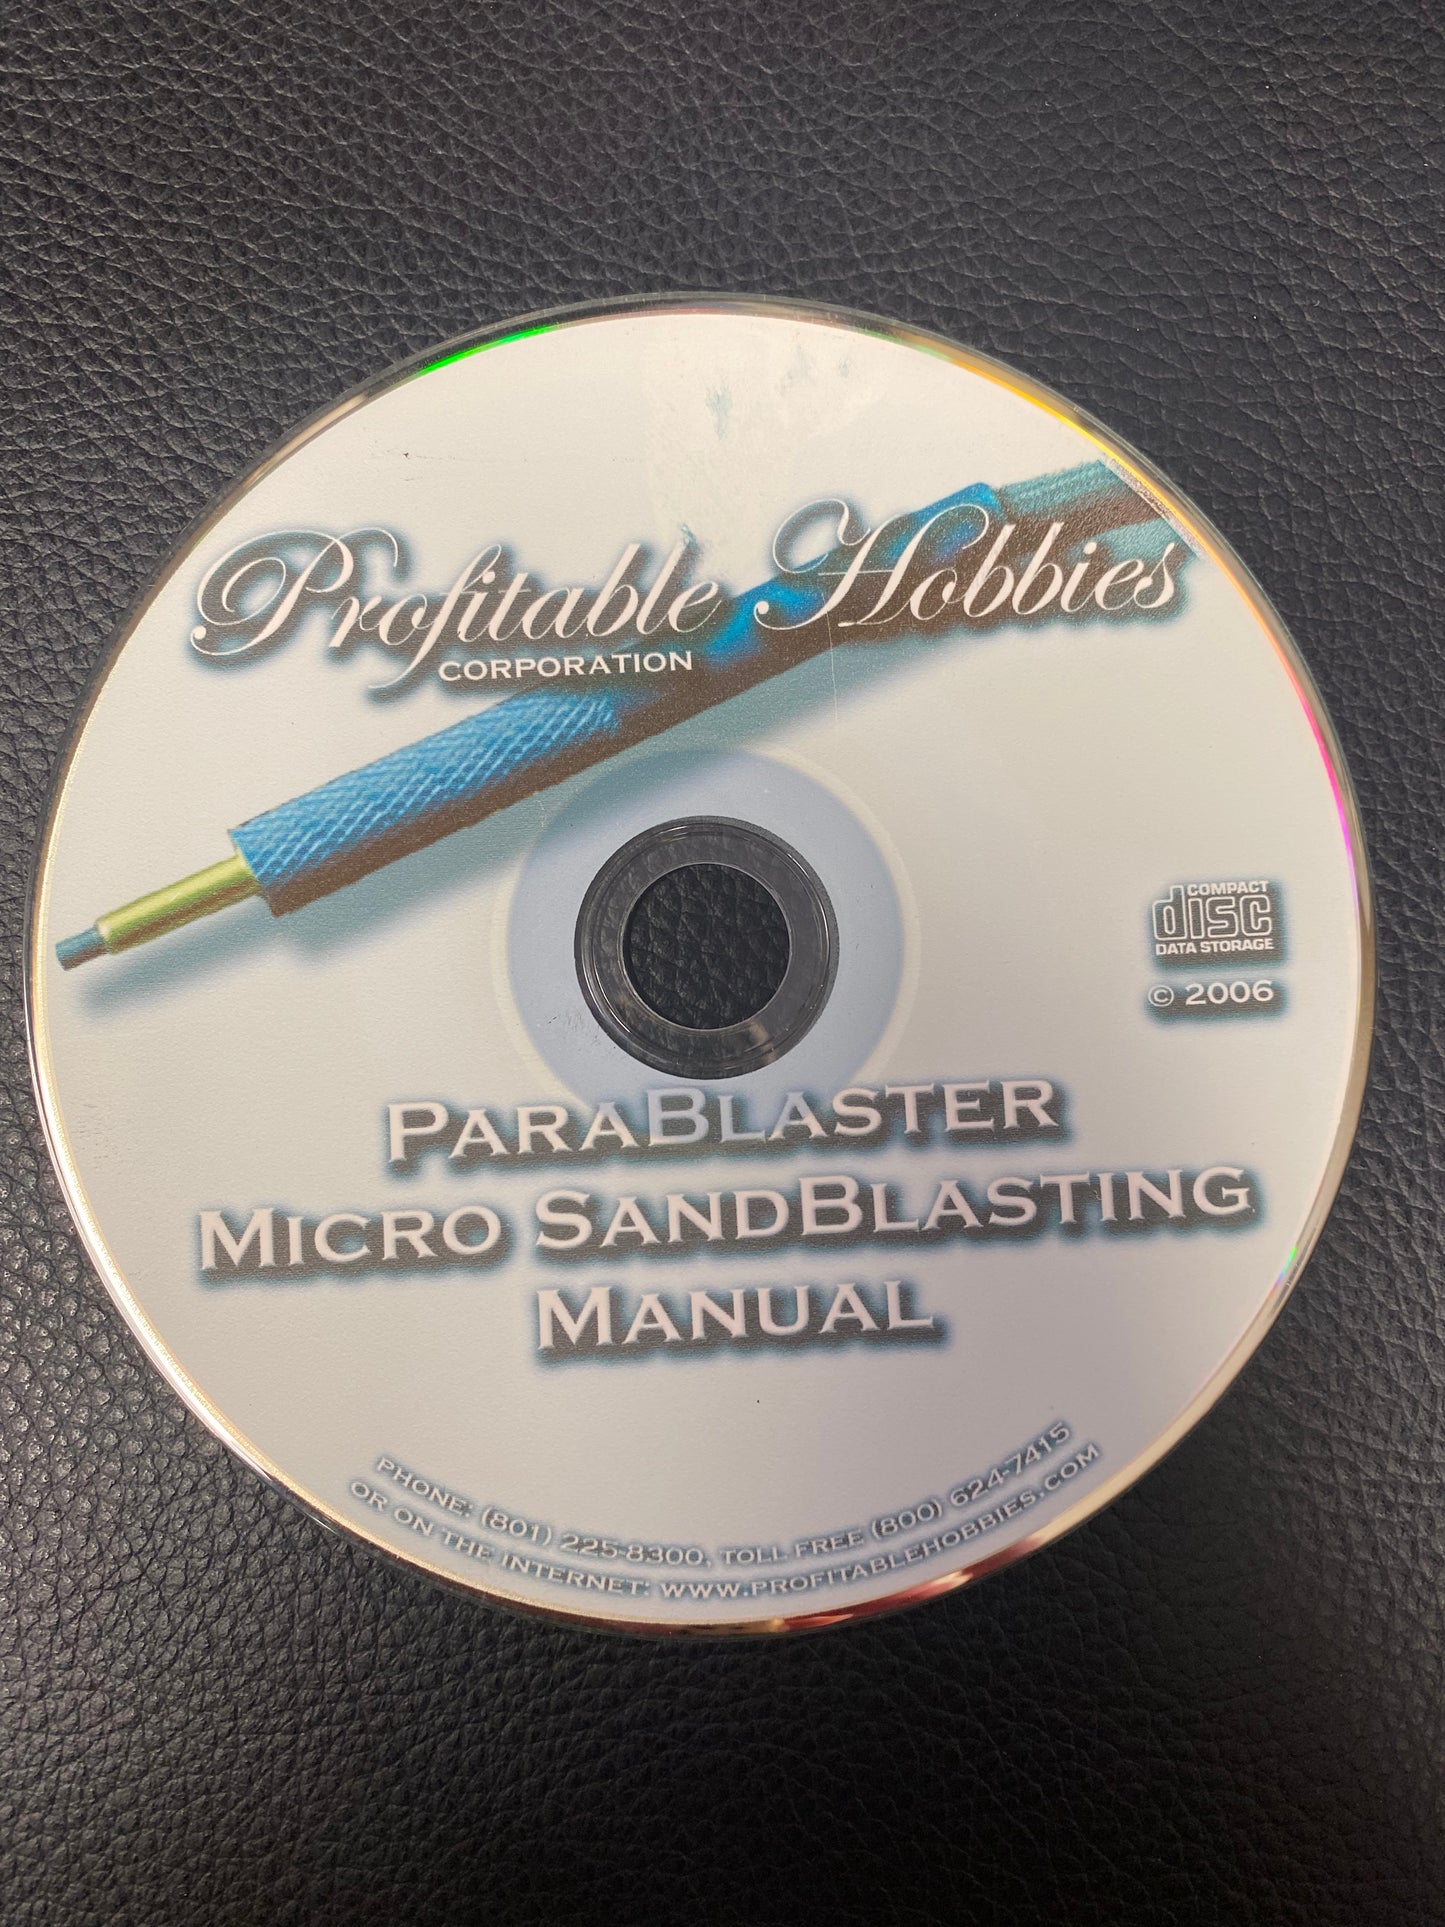 Profitable Hobbies
CORPORATION
COMPACT
disc
DATA STORAGE
© 2006
PARABLASTER
MICRO SANDBLASTING
MANUAL
PHONE: (801) 225-8300, TOLL FREE (800) 624-7415
OR ON THE INTERNET: WWW.PROFITABLEHOBBIES.COM